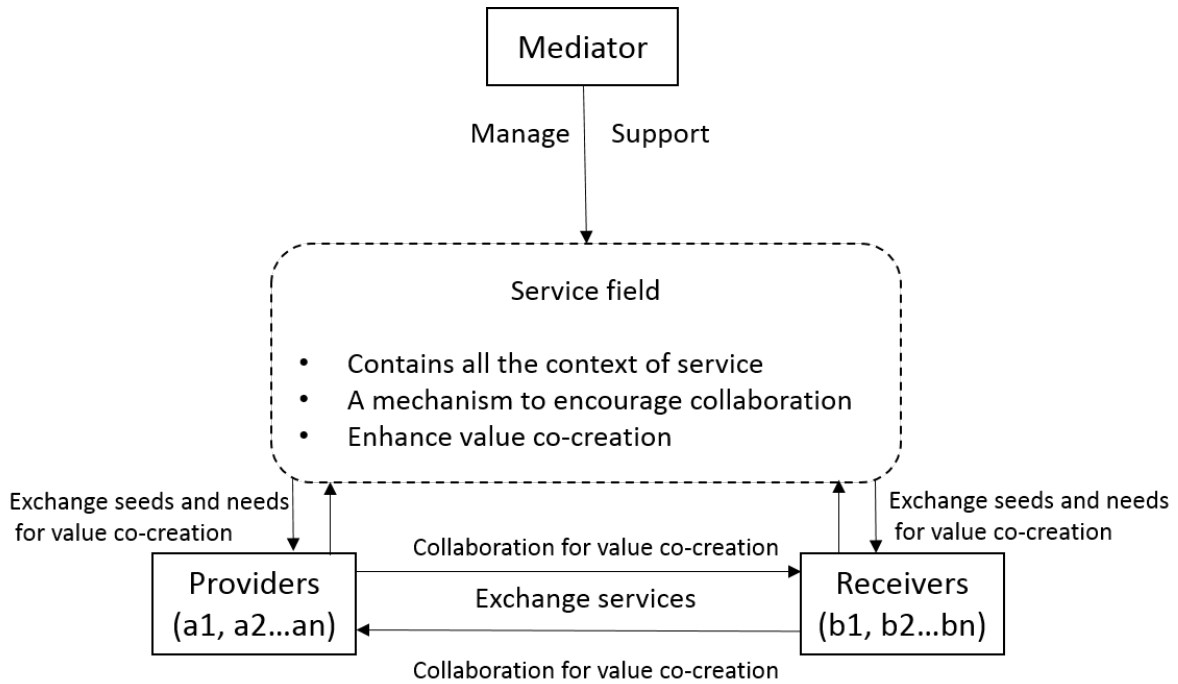 Mediator
Manage Support
Service field
• Contains all the context of service
• A mechanism to encourage collaboration
• Enhance value co-creation
Exchange seeds and needs
for value co-creation
Exchange seeds and needs
for value co-creation
Collaboration for value co-creation
Providers
(a1, a2...an)
Exchange services
Receivers
(b1, b2...bn)
Collaboration for value co-creation